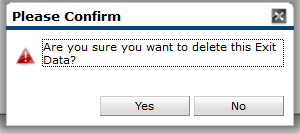 Please Confirm
Are you sure you want to delete this Exit
Data?
Yes
No